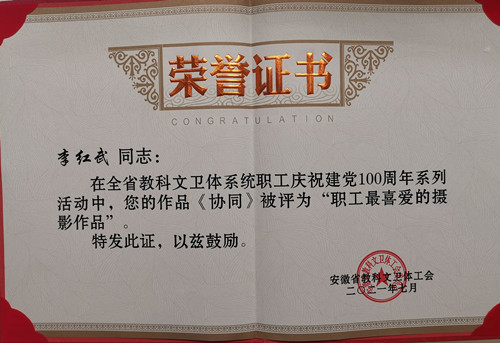 荣誉证书
CONGRATULATION
李红武 同志：
在全省教科文卫体系统职工庆祝建党100周年系列
活动中，您的作品《协同》被评为“职工最喜爱的摄
影作品”。
特发此证，以兹鼓励。
安徽省教科文卫体工会
二〇二一年七月